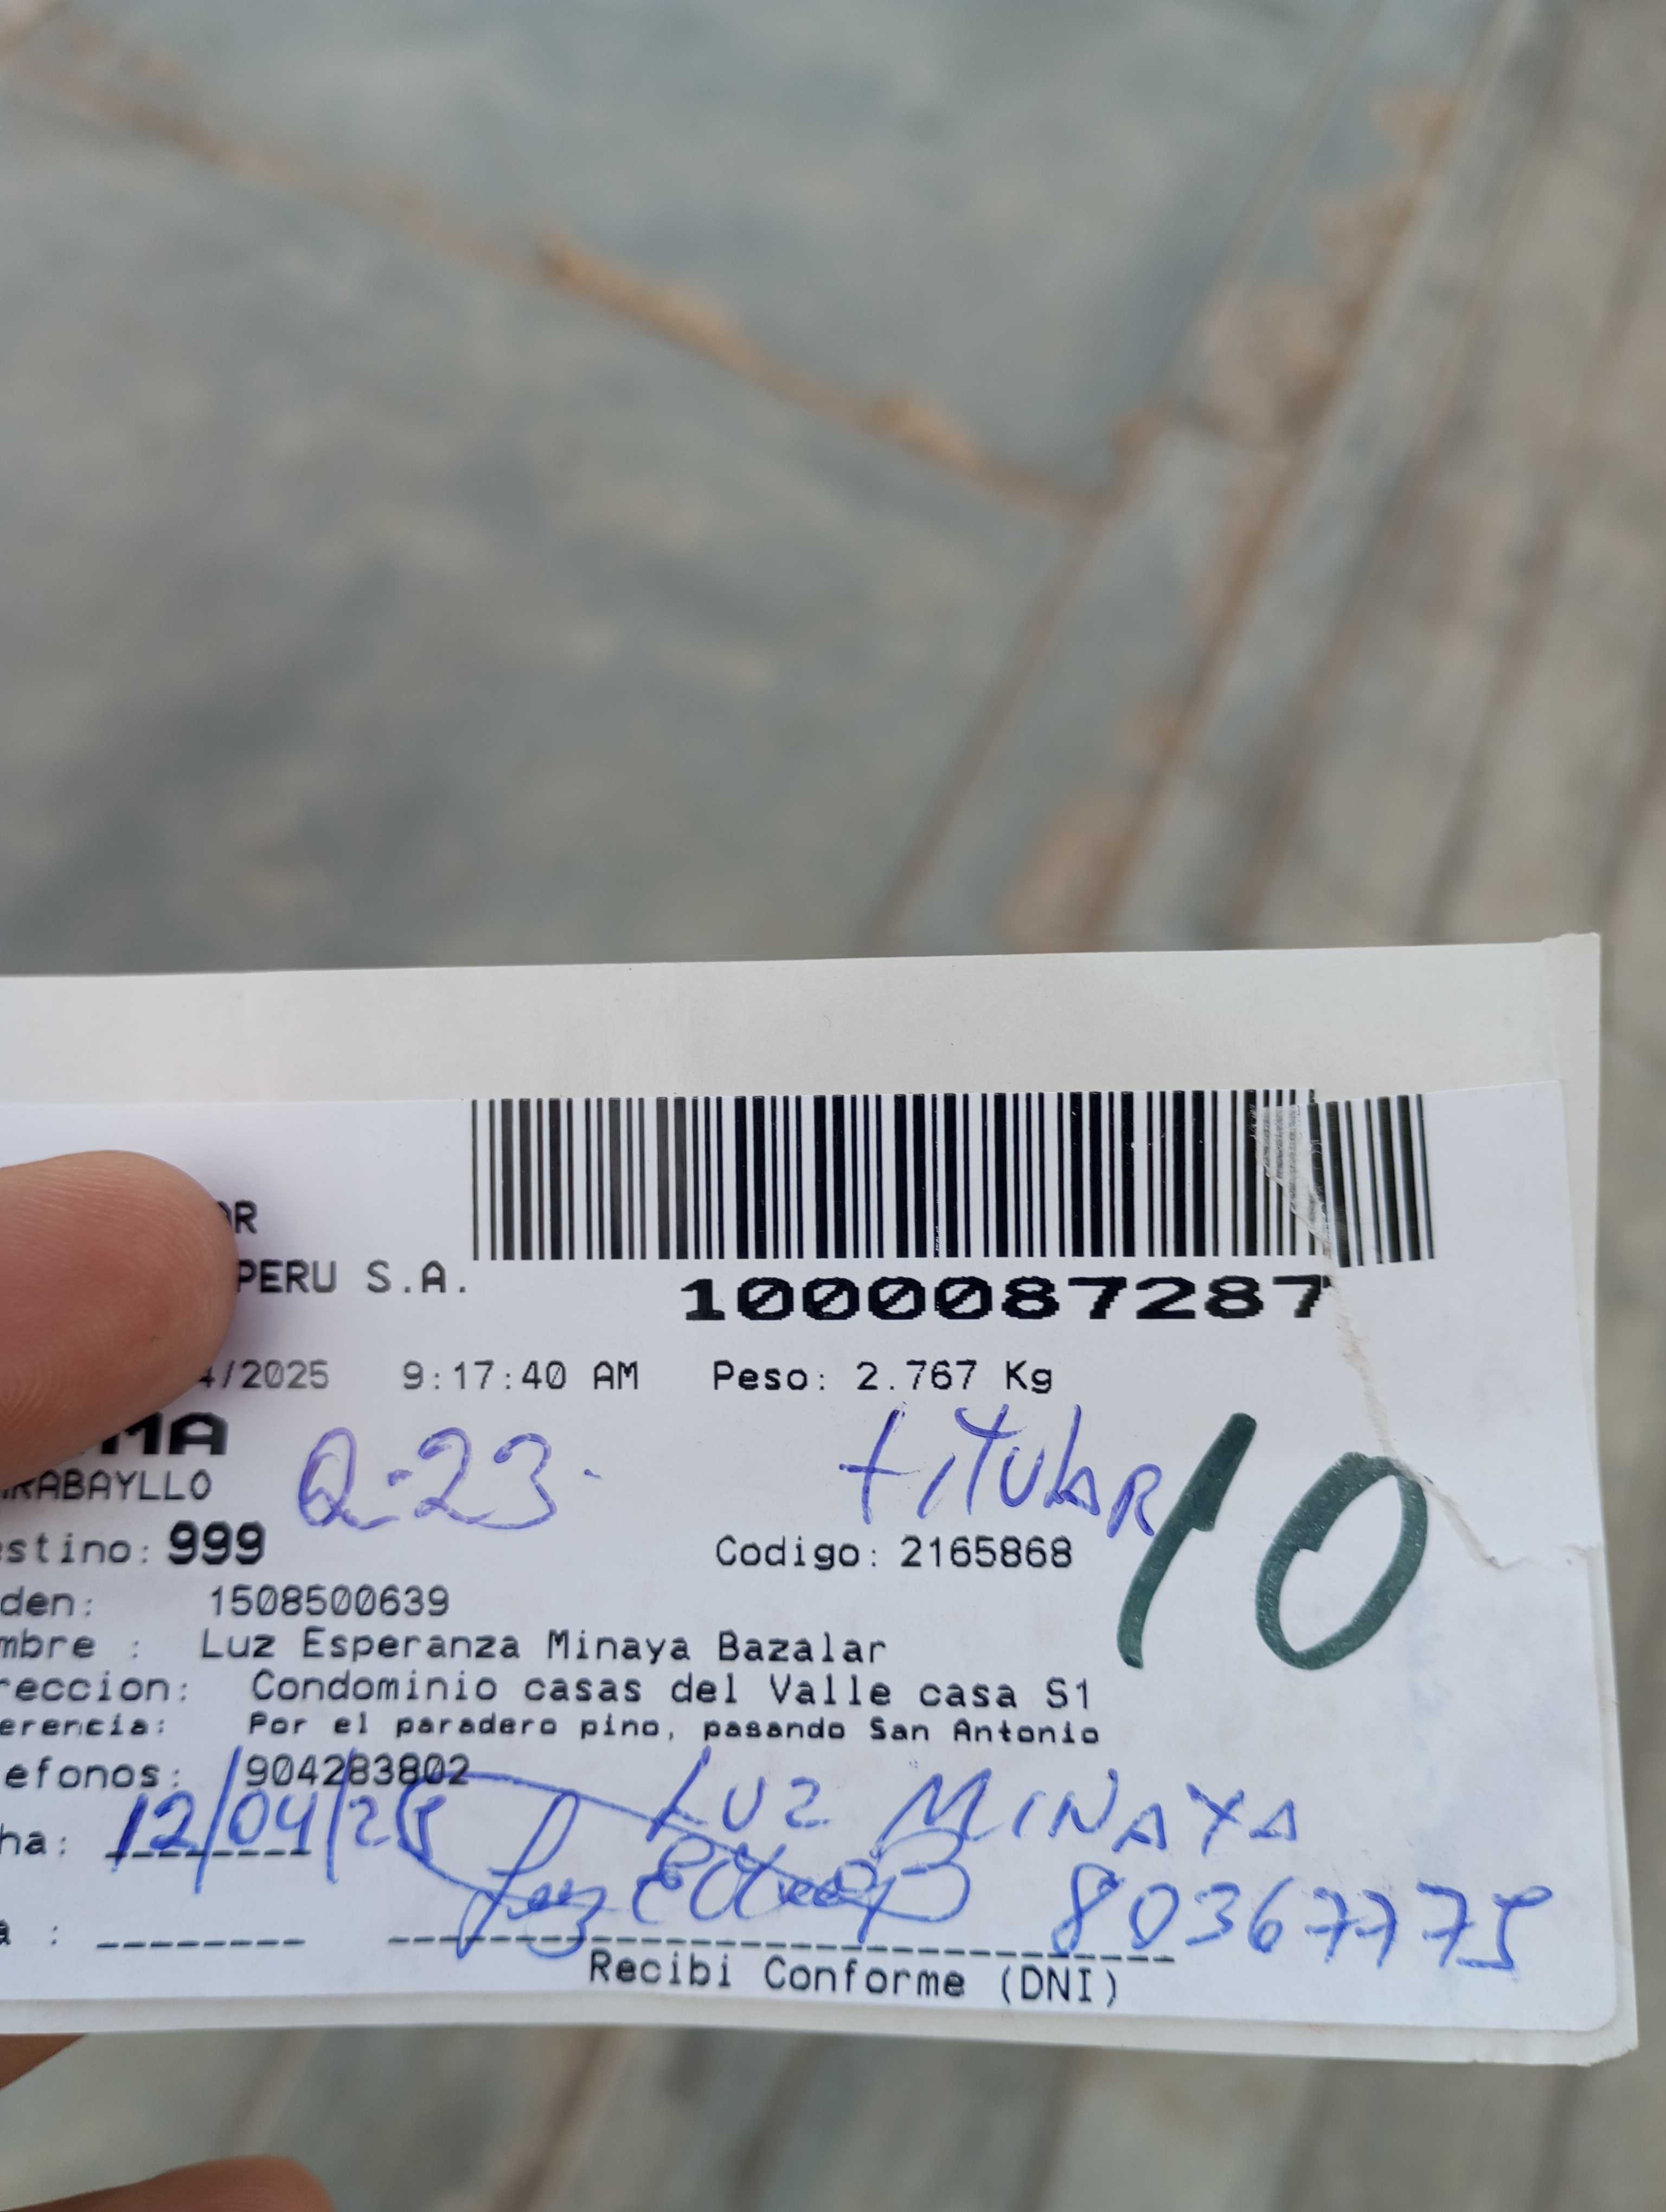 AR
PERU S.A.
1000087287
4/2025 9:17:40 AM Peso: 2.767 Kg
MA
RABAYLLO Q-23 titular 10
estino: 999 Codigo: 2165868
den: 1508500639
mbre : Luz Esperanza Minaya Bazalar
reccion: Condominio casas del Valle casa S1
erencia: Por el paradero pino, pasando San Antonio
efonos: 904283802
ha: 12/04/25 LUZ MINAYA
a : 80367775
Recibi Conforme (DNI)